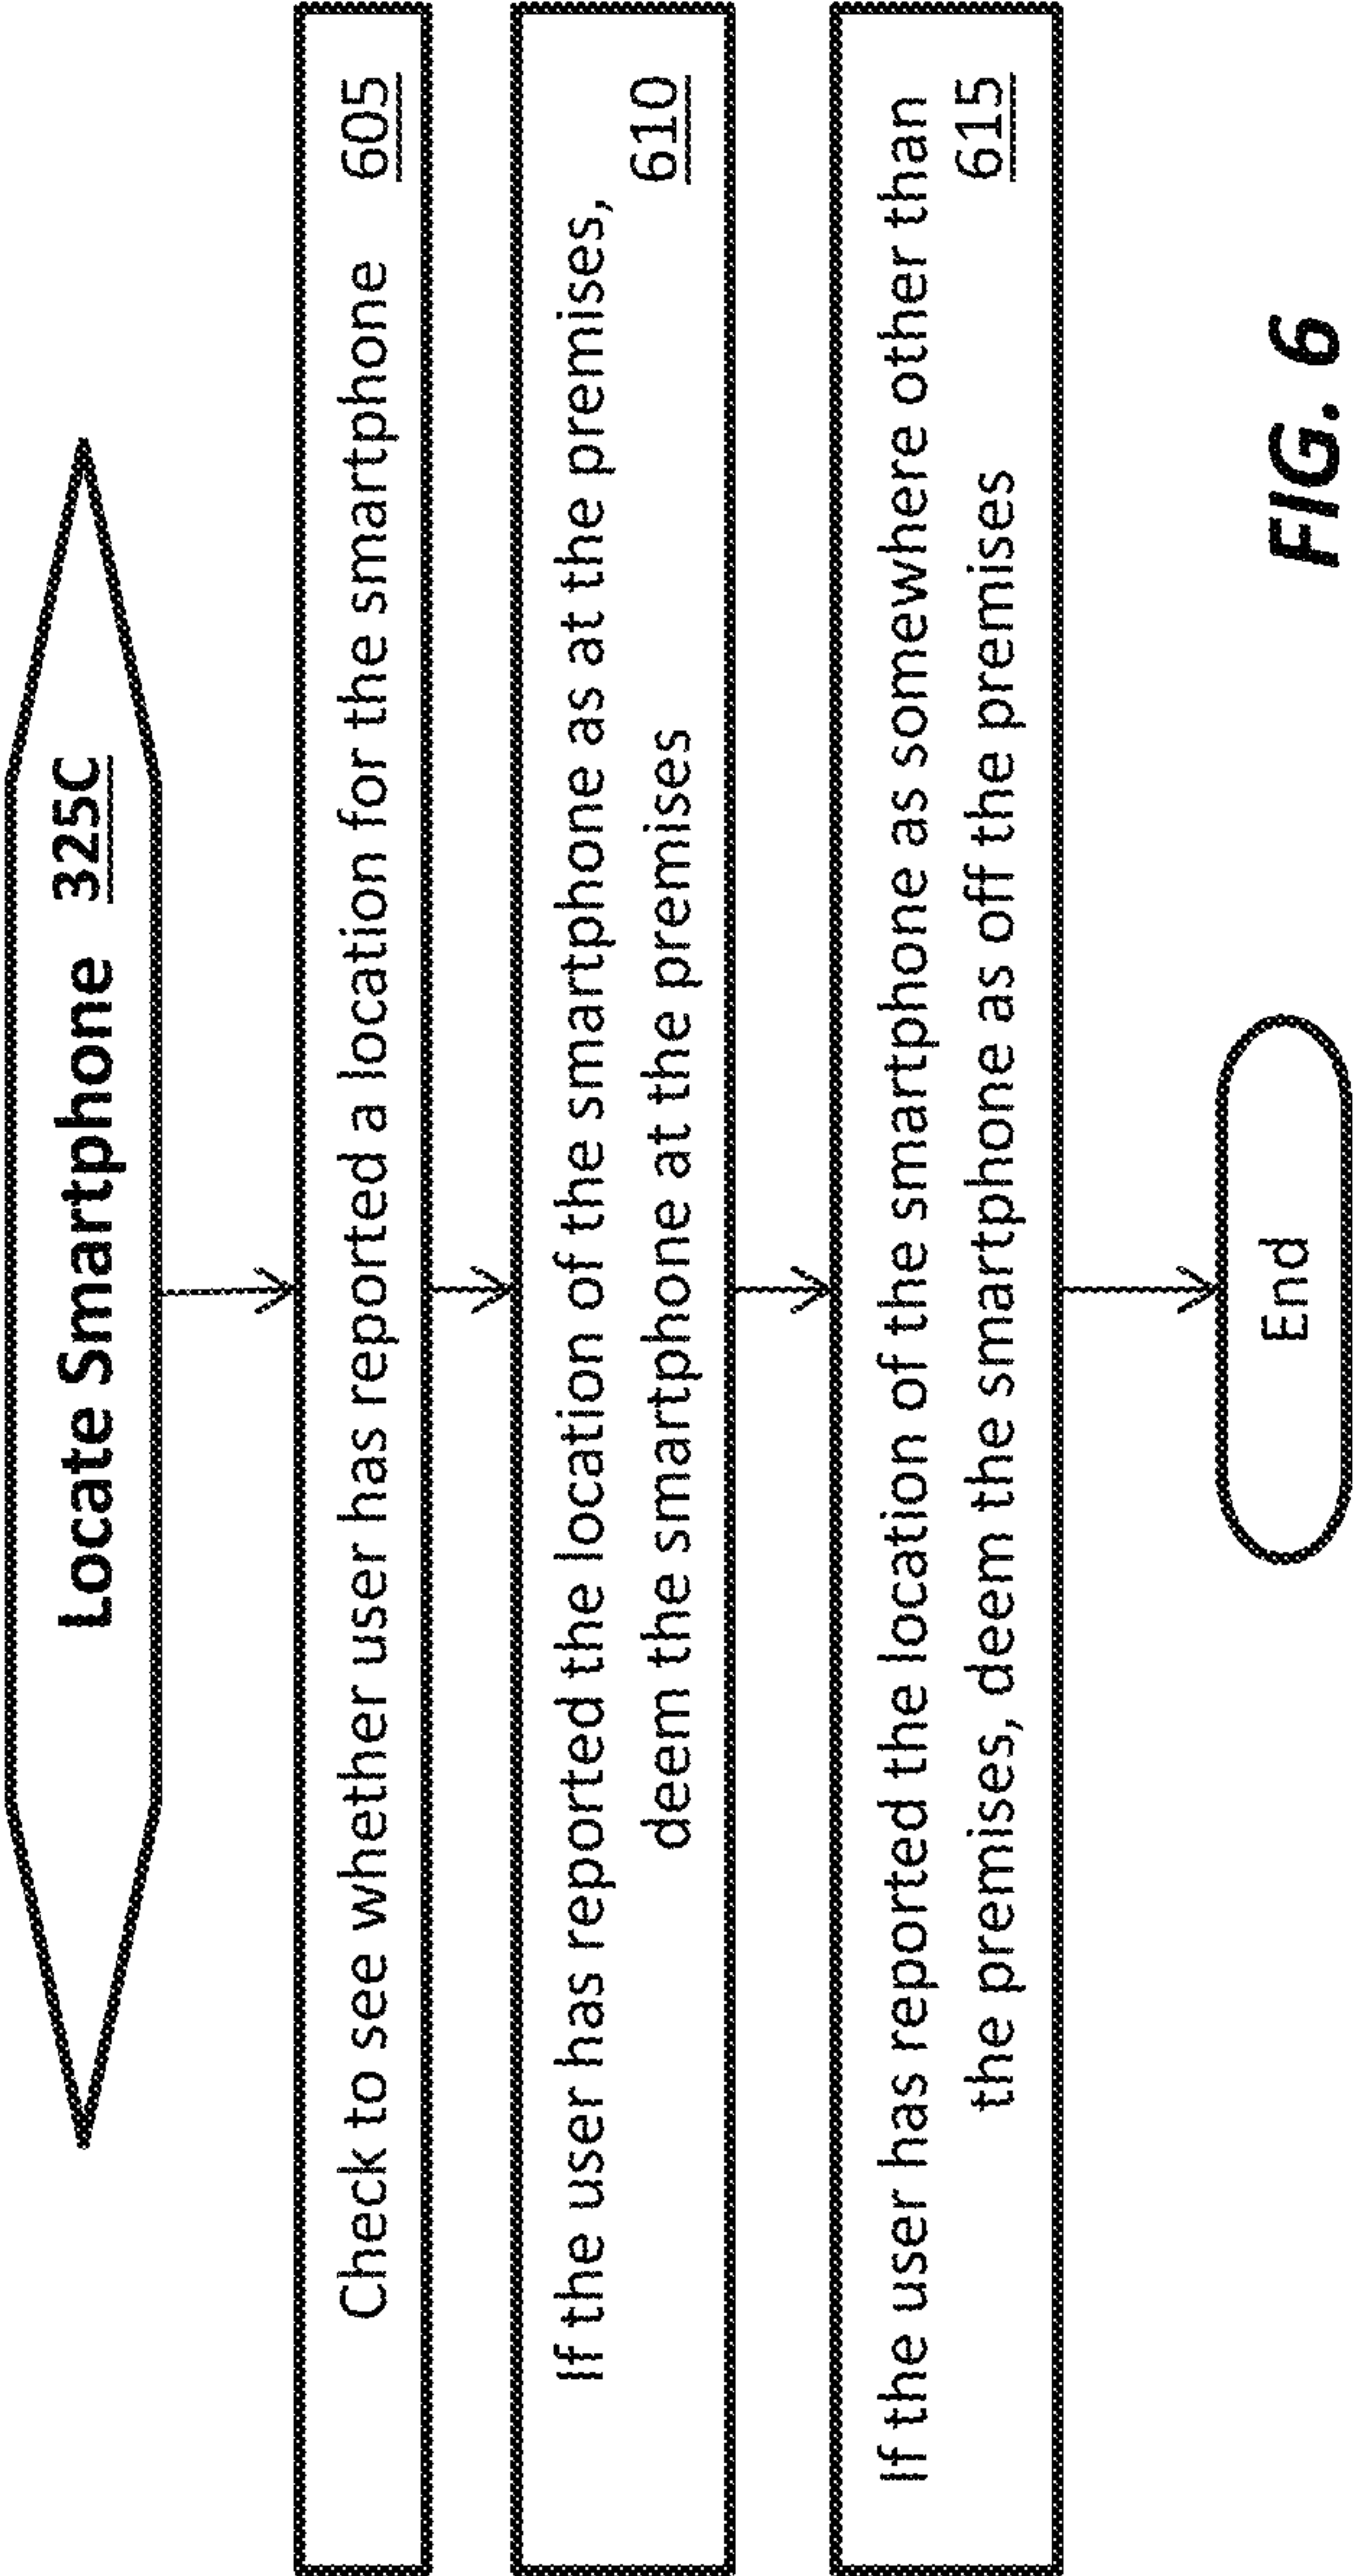 Locate Smartphone 325C
Check to see whether user has reported a location for the smartphone 605
If the user has reported the location of the smartphone as at the premises,
deem the smartphone at the premises 610
If the user has reported the location of the smartphone as somewhere other than
the premises, deem the smartphone as off the premises 615
End
FIG. 6